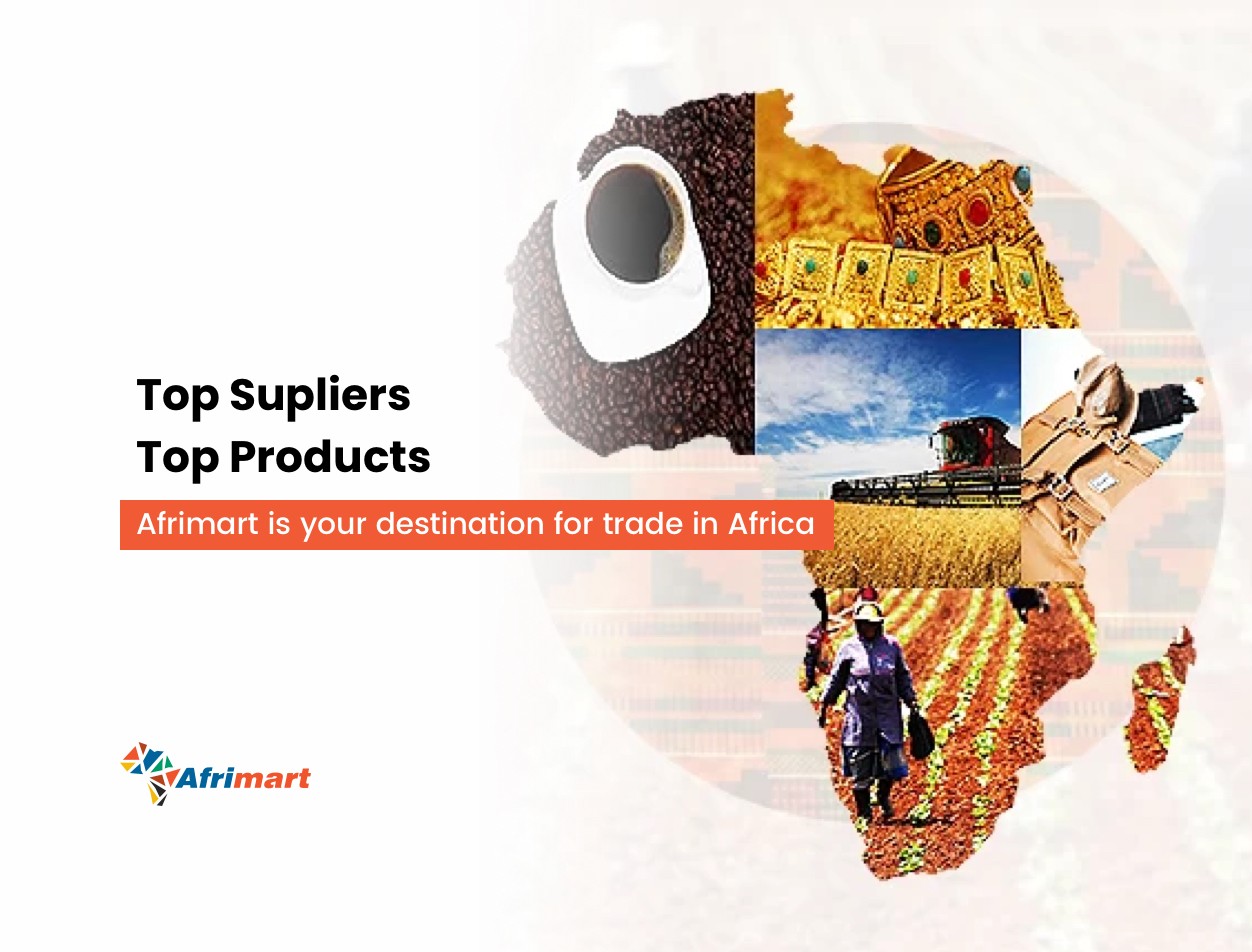 Top Supliers
Top Products
Afrimart is your destination for trade in Africa
Afrimart